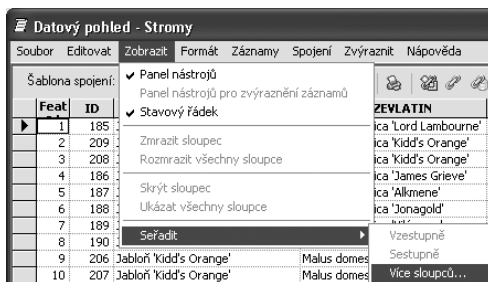 Datový pohled - Stromy
Soubor Editovat Zobrazit Formát Záznamy Spojení Zvýraznit Nápověda
Šablona spojení:
Panel nástrojů
Panel nástrojů pro zvýraznění záznamů
Stavový řádek
Zmrazit sloupec
Rozmrazit všechny sloupce
Skrýt sloupec
Ukázat všechny sloupce
Seřadit
Vzestupně
Sestupně
Více sloupců...
Feat ID ZEVLATIN
1 185 ica 'Lord Lambourne'
2 209 ica 'Kidd's Orange'
3 208 ica 'Kidd's Orange'
4 186 ica 'James Grieve'
5 187 ica 'Alkmene'
6 188 ica 'Jonagold'
7 189
8 190
9 206 Jabloň 'Kidd's Orange' Malus domes
10 207 Jabloň 'Kidd's Orange' Malus domes